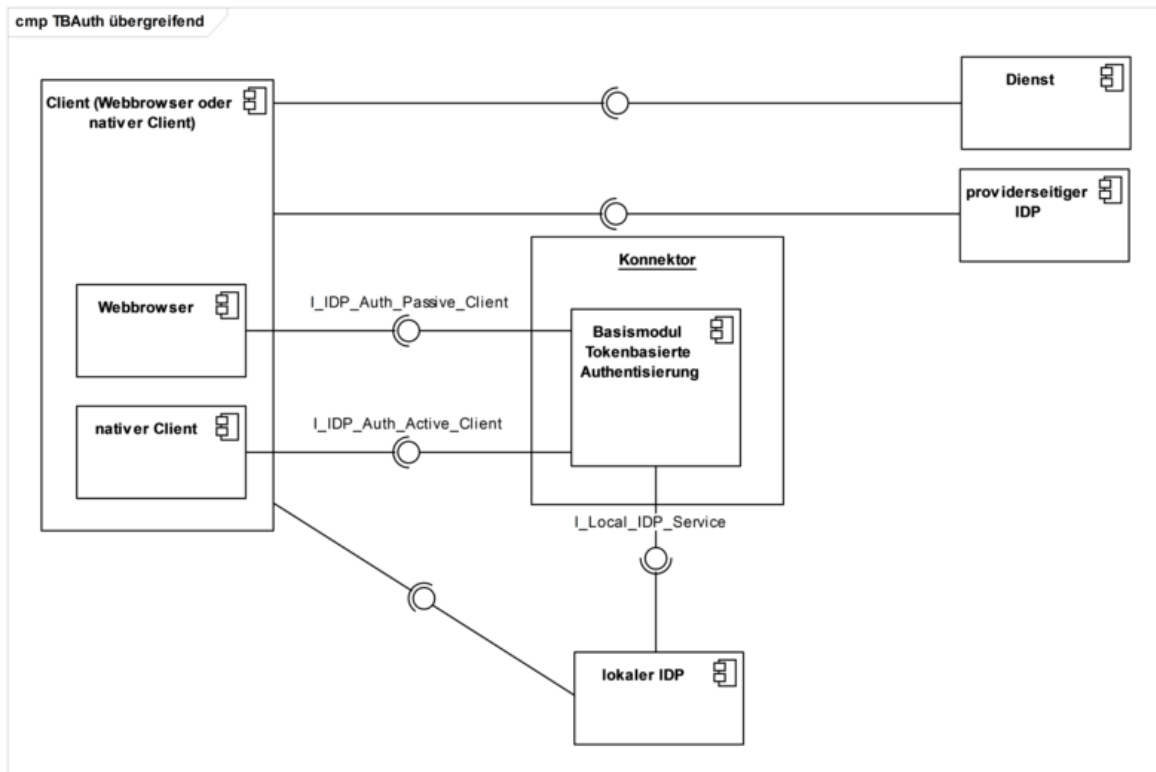 cmp TBAuth übergreifend
Client (Webbrowser oder
nativer Client)
Dienst
providerseitiger
IDP
Konnektor
Webbrowser
I_IDP_Auth_Passive_Client
Basismodul
Tokenbasierte
Authentisierung
nativer Client
I_IDP_Auth_Active_Client
I_Local_IDP_Service
lokaler IDP